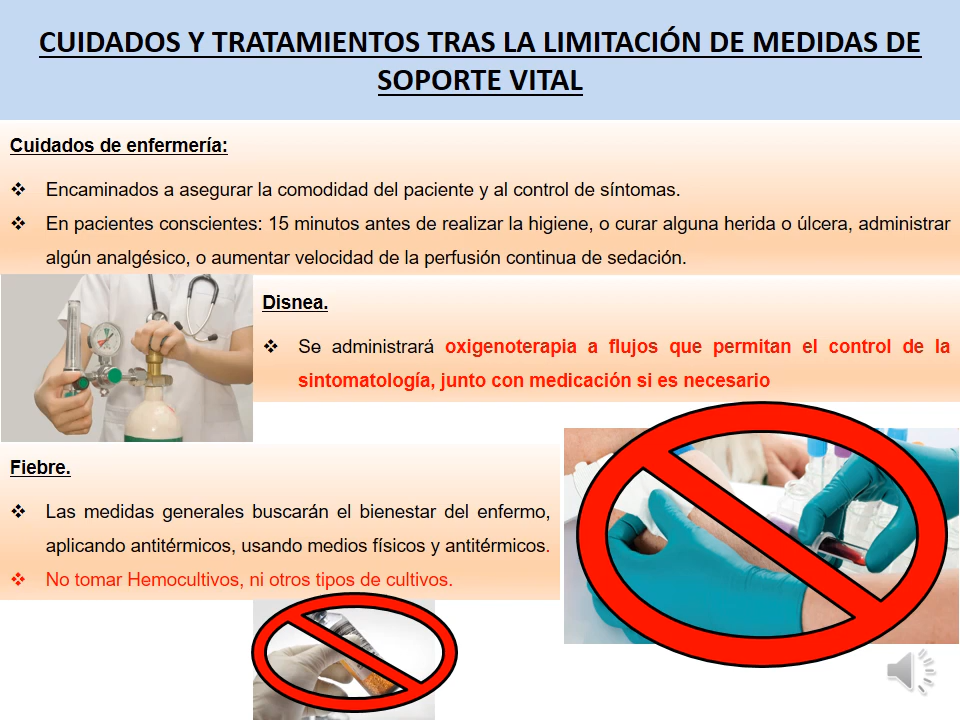 CUIDADOS Y TRATAMIENTOS TRAS LA LIMITACIÓN DE MEDIDAS DE
SOPORTE VITAL
Cuidados de enfermería:
❖ Encaminados a asegurar la comodidad del paciente y al control de síntomas.
❖ En pacientes conscientes: 15 minutos antes de realizar la higiene, o curar alguna herida o úlcera, administrar
algún analgésico, o aumentar velocidad de la perfusión continua de sedación.
Disnea.
❖ Se administrará oxigenoterapia a flujos que permitan el control de la
sintomatología, junto con medicación si es necesario
Fiebre.
❖ Las medidas generales buscarán el bienestar del enfermo,
aplicando antitérmicos, usando medios físicos y antitérmicos.
❖ No tomar Hemocultivos, ni otros tipos de cultivos.